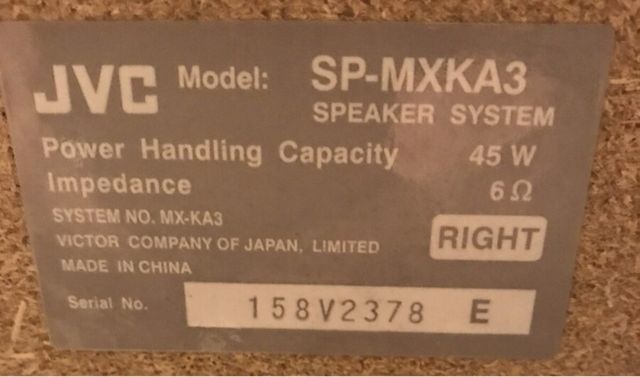 JVC Model: SP-MXKA3
SPEAKER SYSTEM
Power Handling Capacity 45 W
Impedance 6 Ω
SYSTEM NO. MX-KA3
VICTOR COMPANY OF JAPAN, LIMITED
RIGHT
MADE IN CHINA
Serial No. 158V2378 E